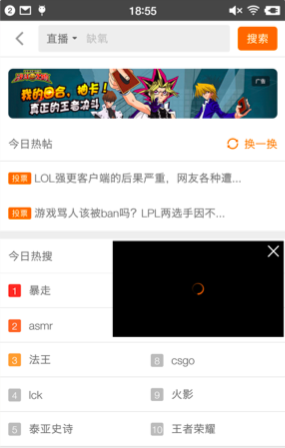 2
18:55
直播 缺氧
搜索
我的回合,抽卡!
真正的王者决斗
广告
今日热帖
换一换
投票 LOL强更客户端的后果严重,网友各种遭...
投票 游戏骂人该被ban吗? LPL两选手因不...
今日热搜
1 暴走
2 asmr
3 法王
8 csgo
4 lck
9 火影
5 泰亚史诗
10 王者荣耀